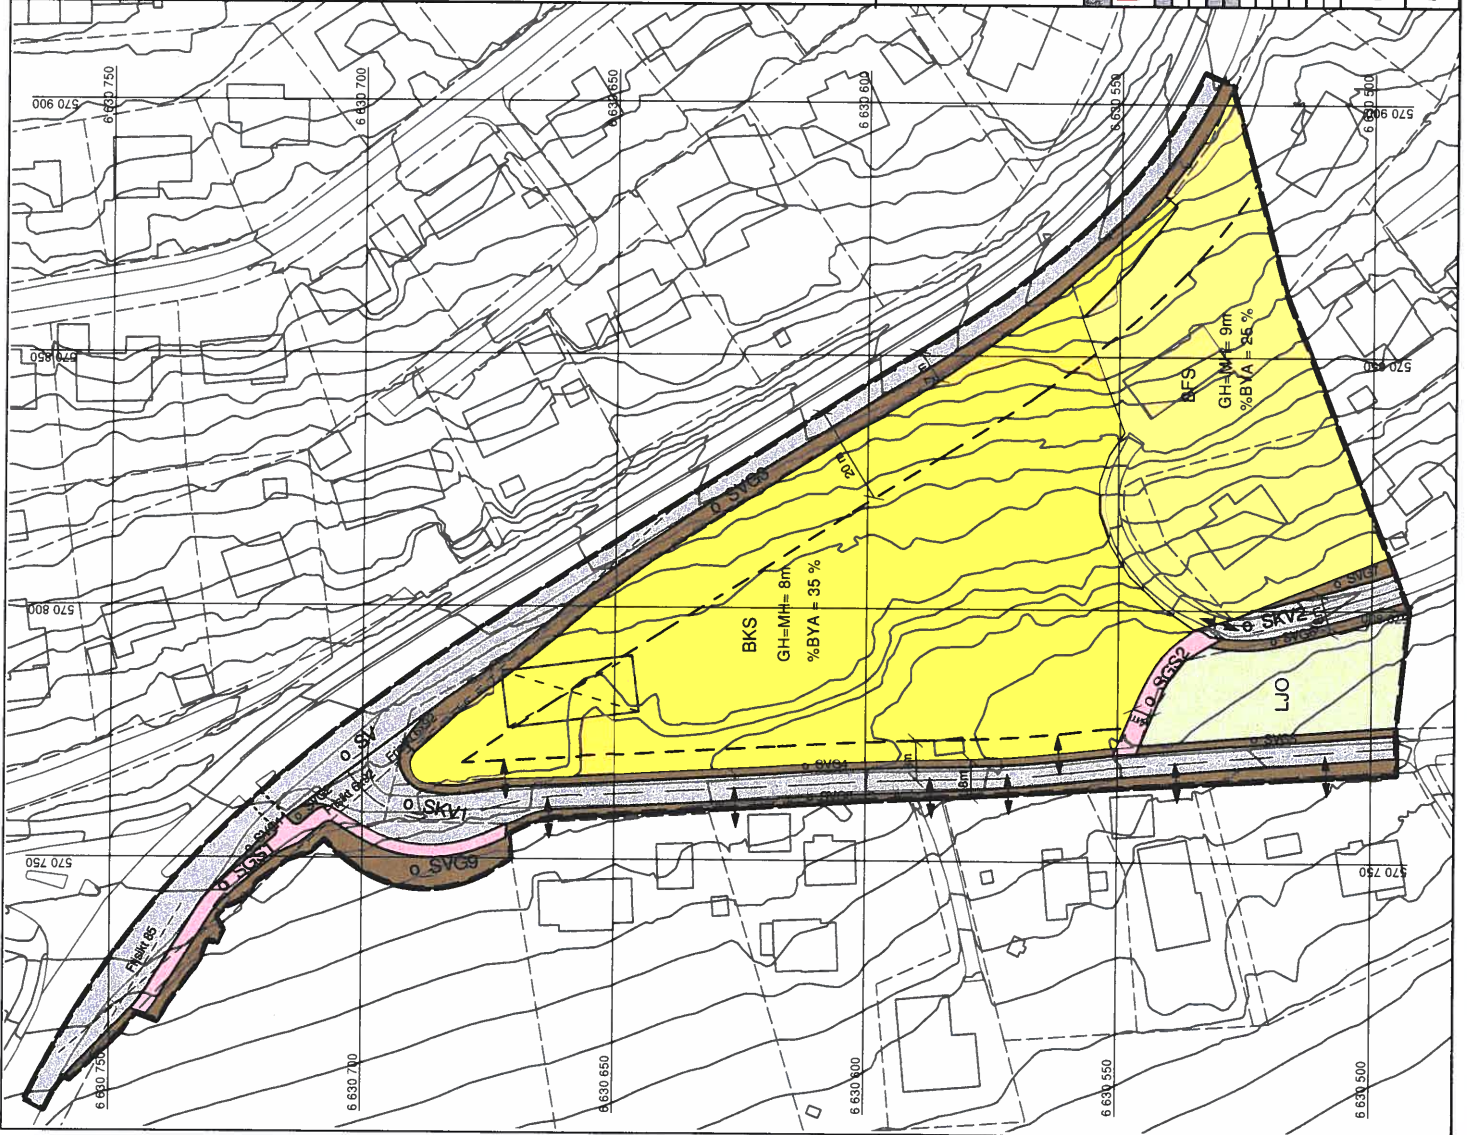 6 630 750
6 630 700
6 630 650
6 630 600
6 630 550
6 630 500
570 900
570 900
570 850
570 850
570 800
570 750
570 750
BFS
GH=MH= 9m
%BYA = 25 %
BKS
GH=MH= 8m
%BYA = 35 %
20 m
o_SVG3
o_SV
o_SKV1
o_SGS1
o_SVG9
Frisikt 85
o_SKV2
o_SVG7
o_SGS2
LJO
o_SVG4
8m
6 630 750
6 630 700
6 630 650
6 630 600
6 630 550
6 630 500